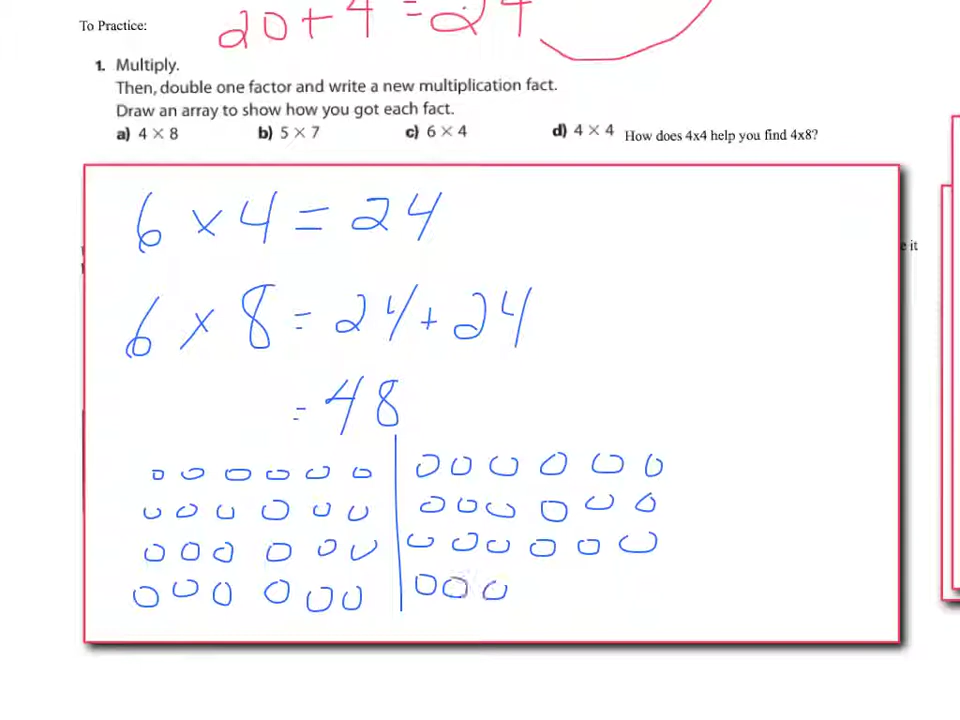 20 + 4 = 24
To Practice:
1. Multiply.
Then, double one factor and write a new multiplication fact.
Draw an array to show how you got each fact.
a) 4 × 8 b) 5 × 7 c) 6 × 4 d) 4 × 4 How does 4x4 help you find 4x8?
6 × 4 = 24
6 × 8 = 24 + 24
= 48
e it